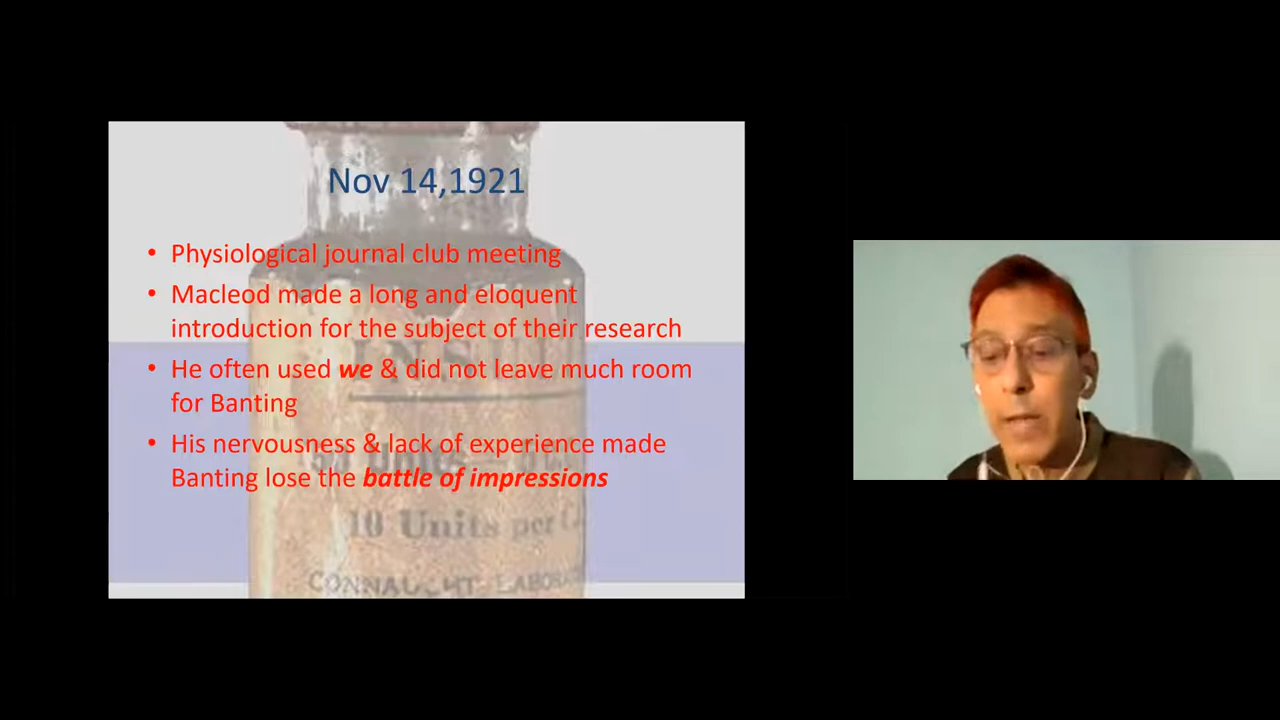 Nov 14,1921
• Physiological journal club meeting
• Macleod made a long and eloquent
introduction for the subject of their research
• He often used we & did not leave much room
for Banting
• His nervousness & lack of experience made
Banting lose the battle of impressions
10 Units per
CONNAUGHT LABORA